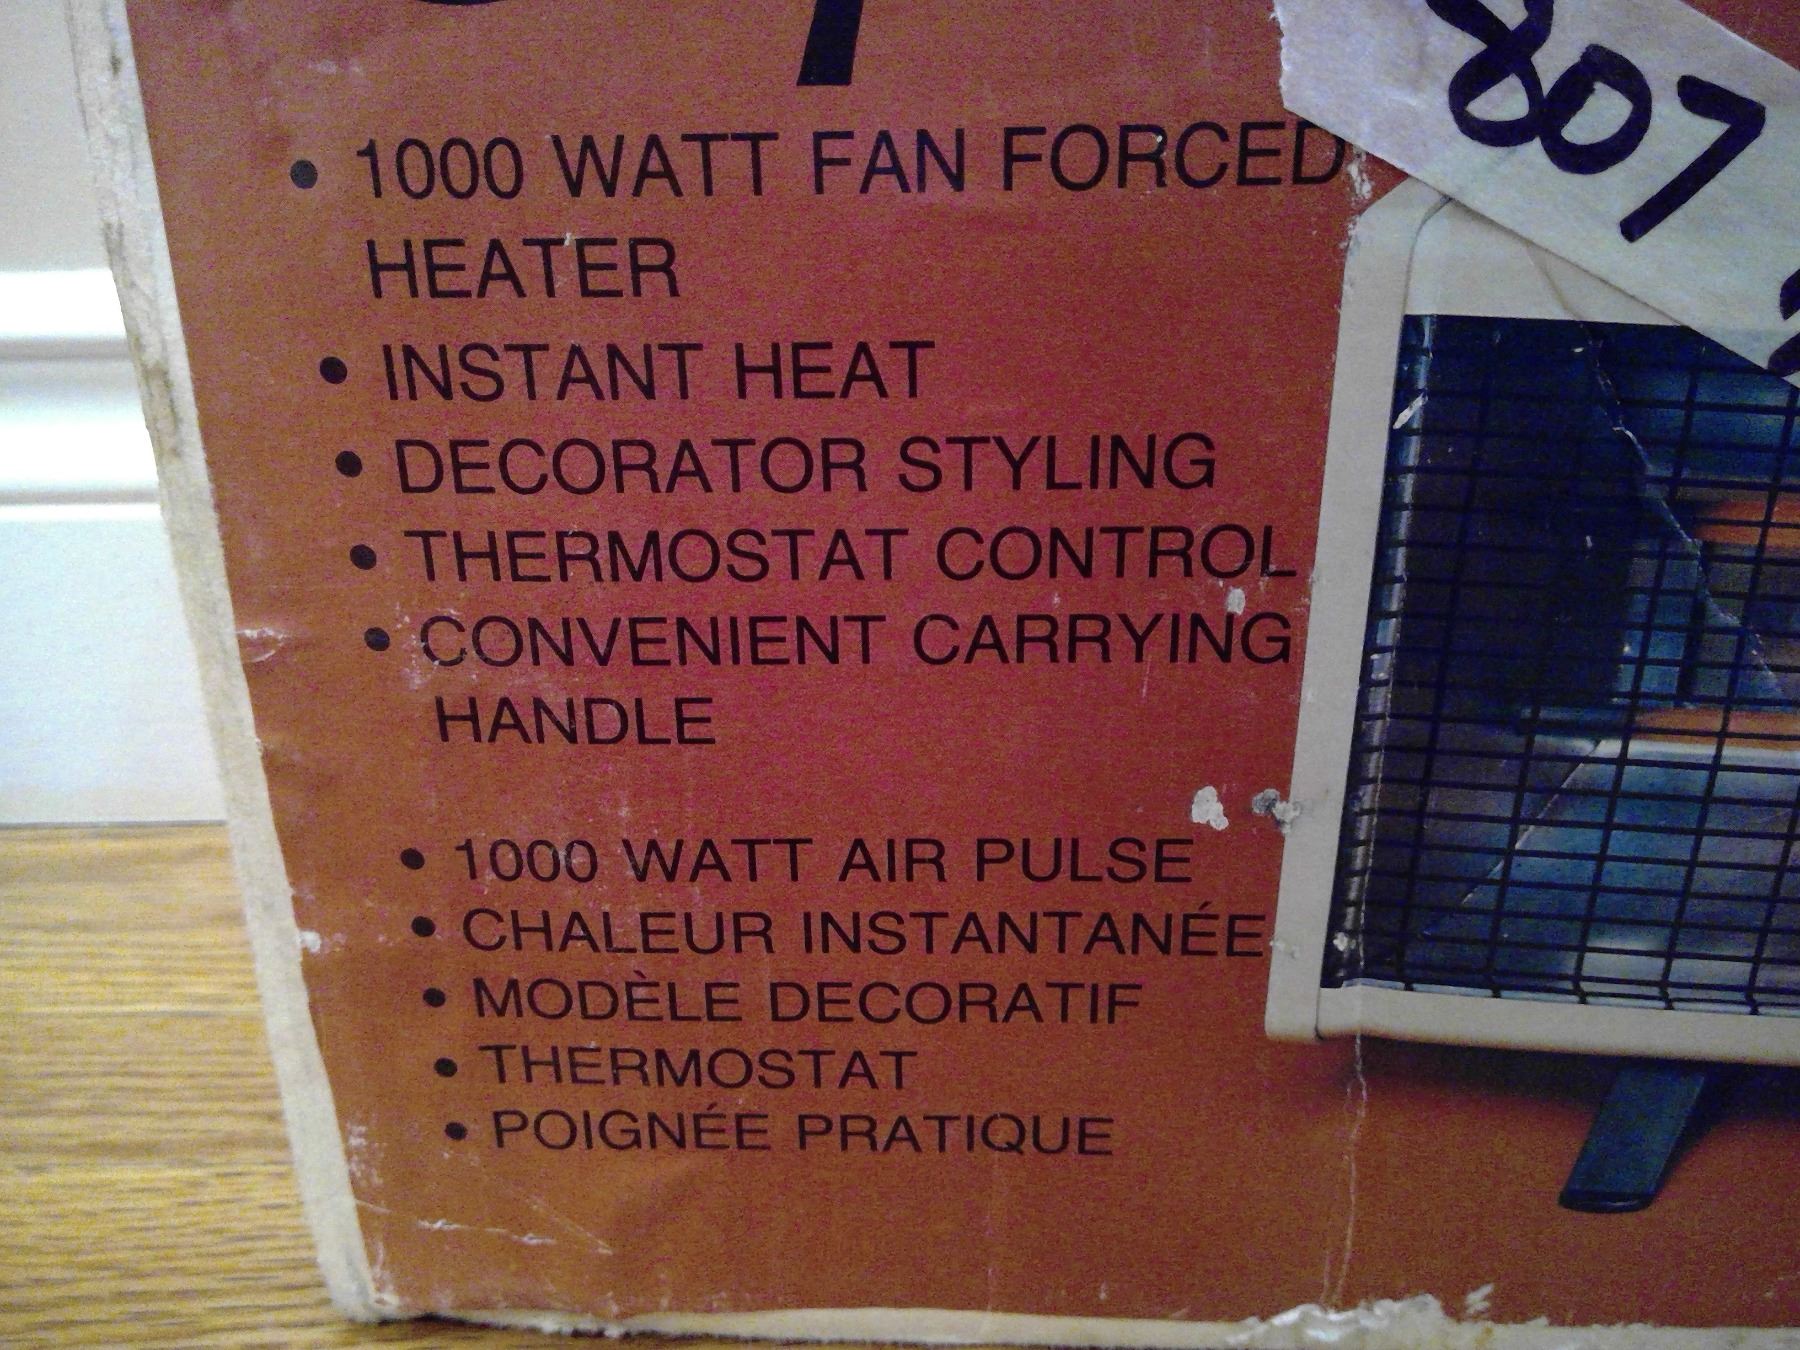 807
• 1000 WATT FAN FORCED
HEATER
• INSTANT HEAT
• DECORATOR STYLING
• THERMOSTAT CONTROL
• CONVENIENT CARRYING
HANDLE
• 1000 WATT AIR PULSE
• CHALEUR INSTANTANÉE
• MODÈLE DECORATIF
• THERMOSTAT
• POIGNÉE PRATIQUE